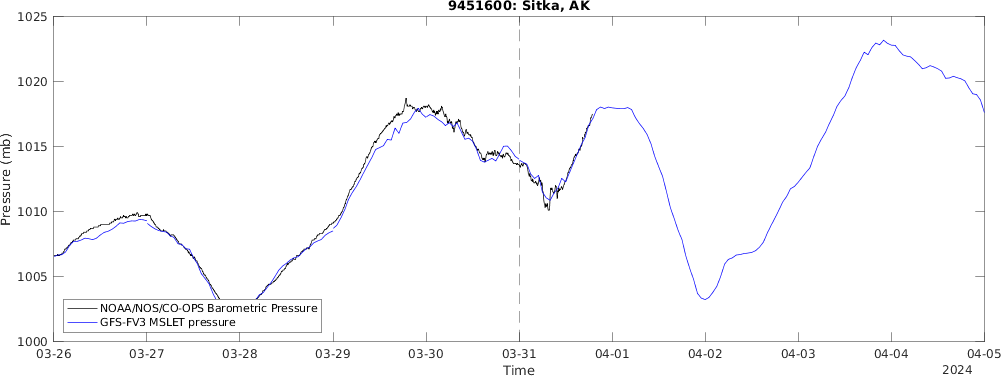 9451600: Sitka, AK
1025
1020
1015
1010
1005
1000
Pressure (mb)
NOAA/NOS/CO-OPS Barometric Pressure
GFS-FV3 MSLET pressure
03-26 03-27 03-28 03-29 03-30 03-31 04-01 04-02 04-03 04-04 04-05
Time
2024